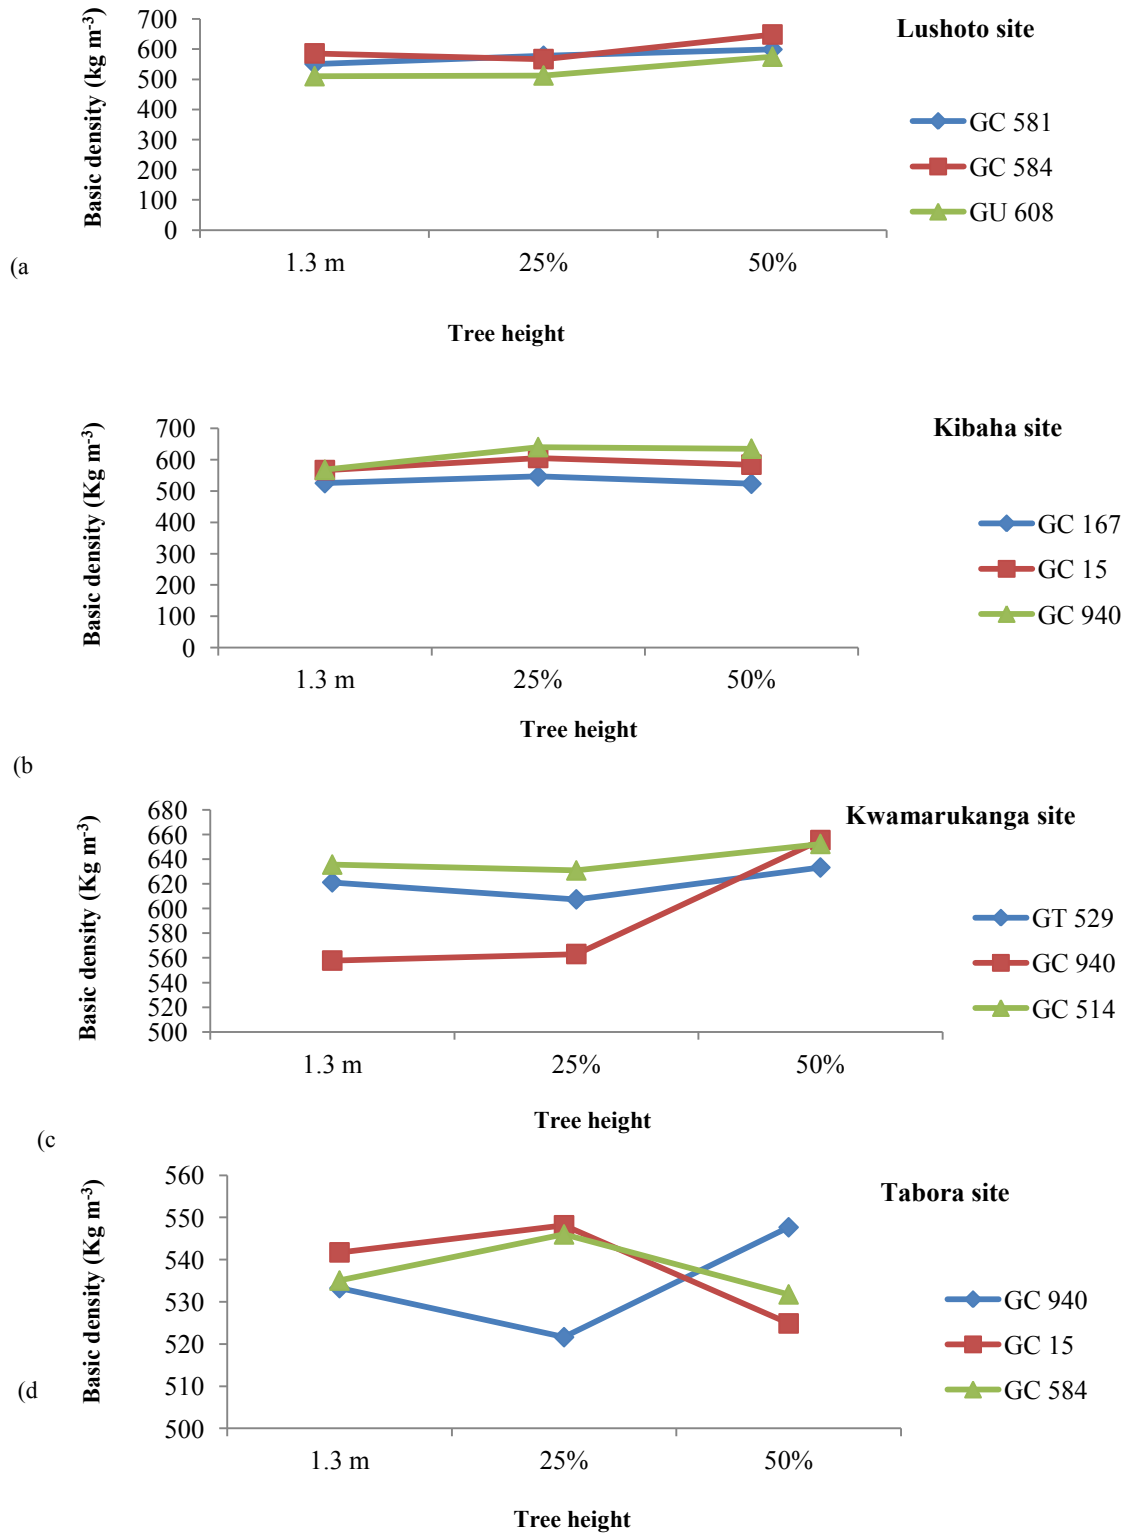 Basic density (kg m-3)
700
600
500
400
300
200
100
0
Lushoto site
GC 581
GC 584
GU 608
1.3 m 25% 50%
(a
Tree height
Basic density (Kg m-3)
700
600
500
400
300
200
100
0
Kibaha site
GC 167
GC 15
GC 940
1.3 m 25% 50%
Tree height
(b
Basic density (Kg m-3)
680
660
640
620
600
580
560
540
520
500
Kwamarukanga site
GT 529
GC 940
GC 514
1.3 m 25% 50%
Tree height
(c
Basic density (Kg m-3)
560
550
540
530
520
510
500
Tabora site
GC 940
GC 15
GC 584
(d
1.3 m 25% 50%
Tree height